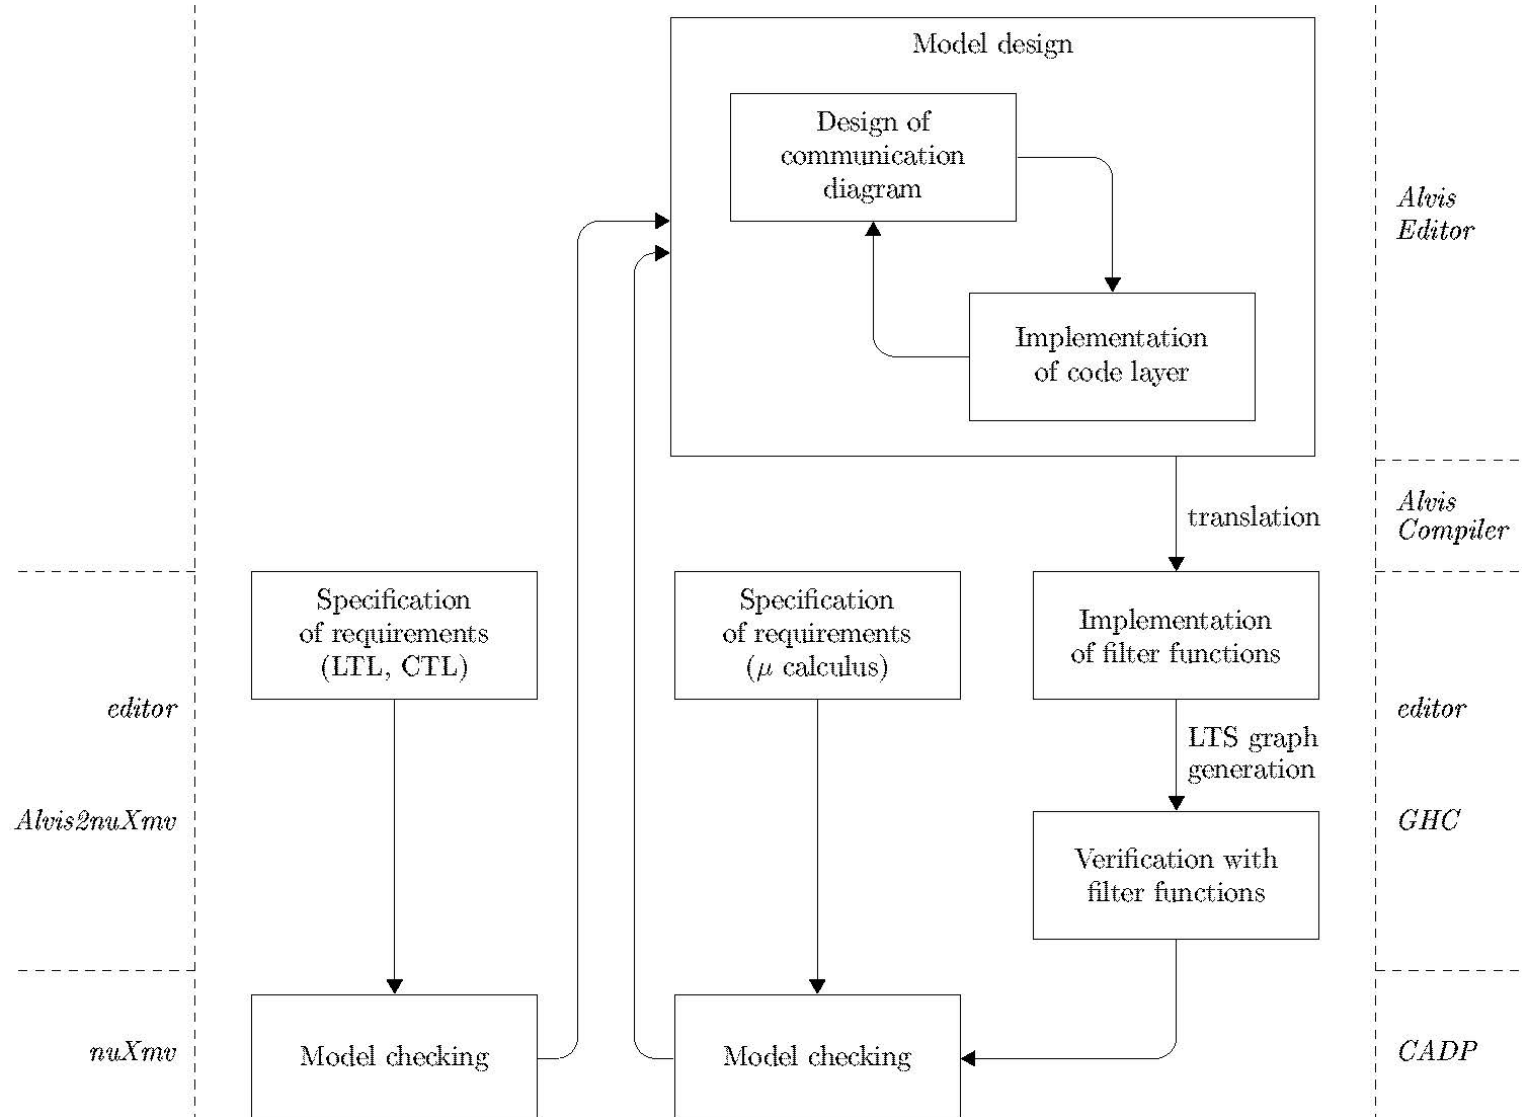 Model design
Design of
communication
diagram
Alvis
Editor
Implementation
of code layer
Alvis
Compiler
translation
Specification
of requirements
(LTL, CTL)
Specification
of requirements
(μ calculus)
Implementation
of filter functions
editor
editor
LTS graph
generation
Alvis2nuXmv
GHC
Verification with
filter functions
nuXmv
Model checking
Model checking
CADP